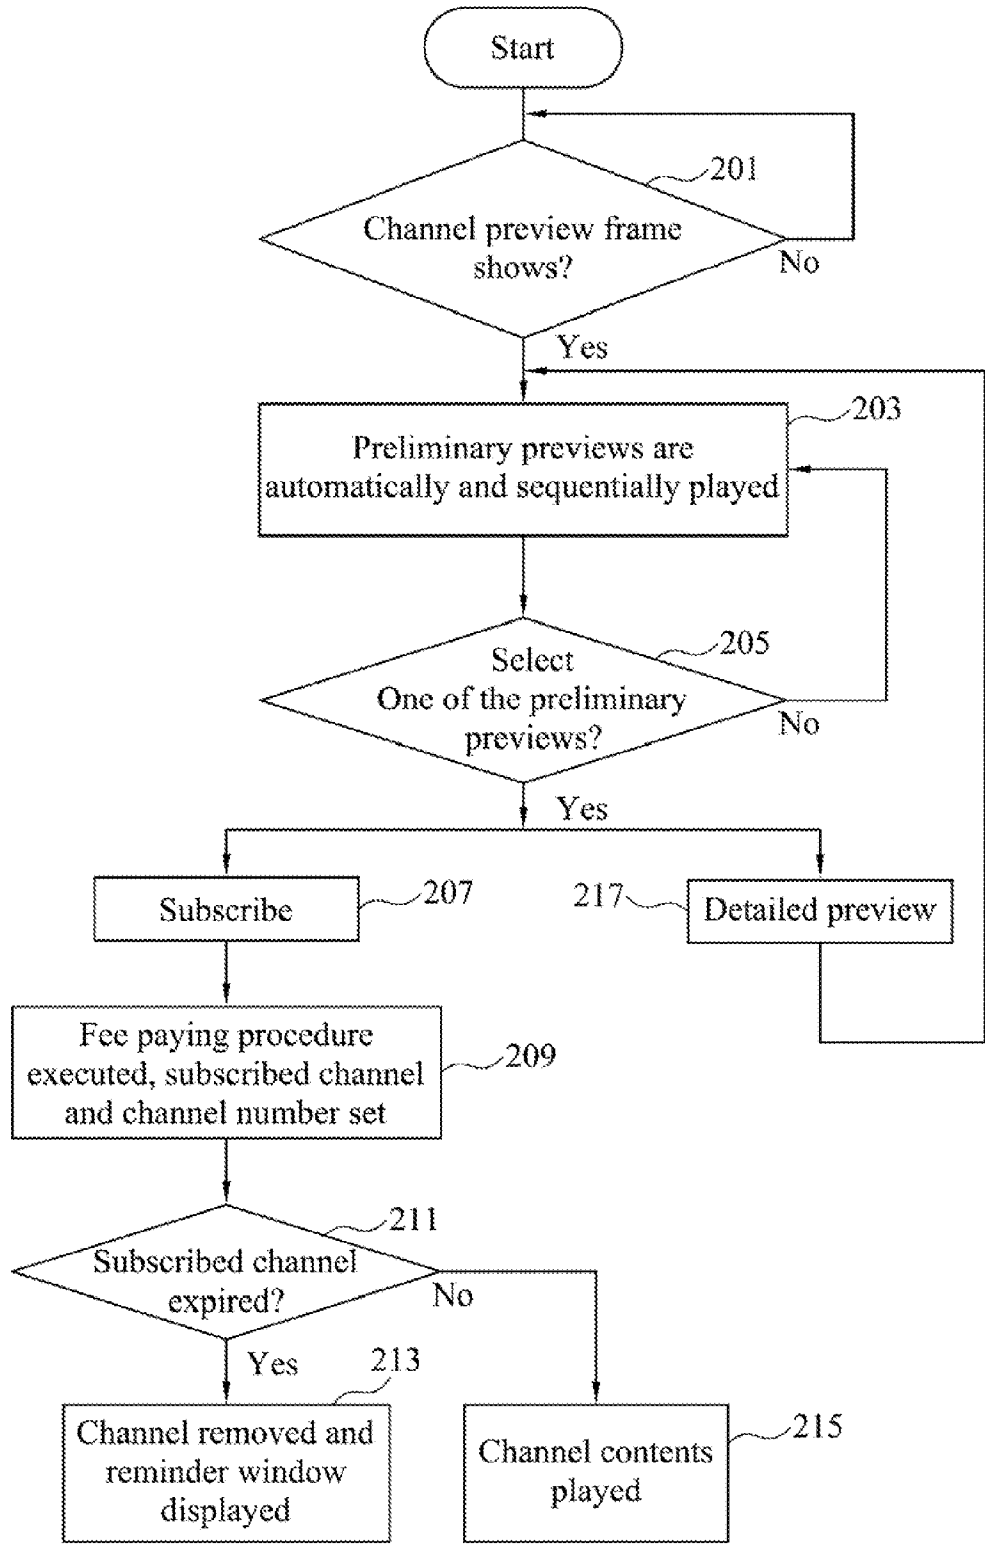 Start
201
Channel preview frame
shows?
No
Yes
203
Preliminary previews are
automatically and sequentially played
205
Select
One of the preliminary
previews?
No
Yes
Subscribe
207
217
Detailed preview
Fee paying procedure
executed, subscribed channel
and channel number set
209
211
Subscribed channel
expired?
No
Yes
213
Channel removed and
reminder window
displayed
215
Channel contents
played